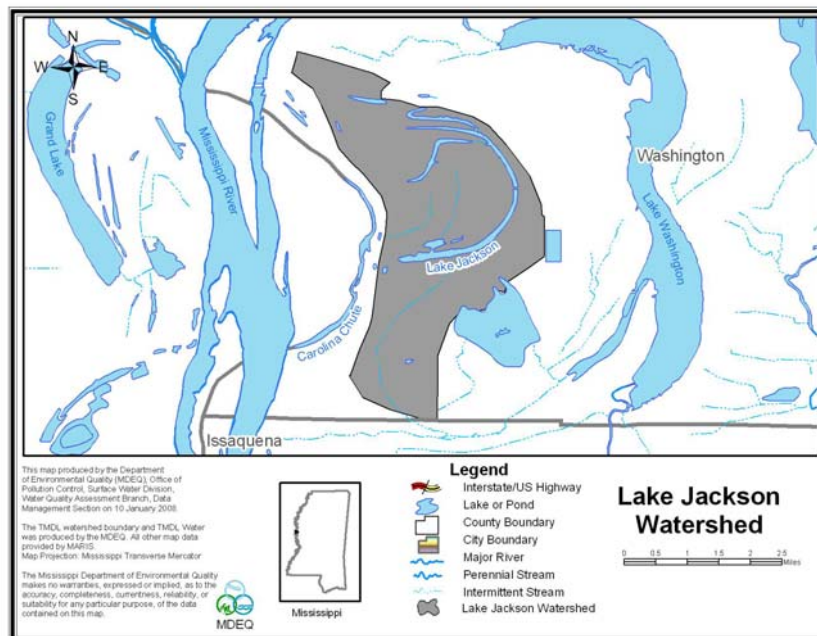 N
W E
S
Grand Lake
Mississippi River
Washington
Lake Washington
Lake Jackson
Carolina Chute
Issaquena
This map produced by the Department
of Environmental Quality (MDEQ), Office of
Pollution Control, Surface Water Division,
Water Quality Assessment Branch, Data
Management Section on 10 January 2008.
The TMDL watershed boundary and TMDL Water
was produced by the MDEQ. All other map data
provided by MARIS.
Map Projection: Mississippi Transverse Mercator
The Mississippi Department of Environmental Quality
makes no warranties, expressed or implied, as to the
accuracy, completeness, currentness, reliability, or
suitability for any particular purpose, of the data
contained on this map.
MDEQ
Mississippi
Legend
Interstate/US Highway
Lake or Pond
County Boundary
City Boundary
Major River
Perennial Stream
Intermittent Stream
Lake Jackson Watershed
Lake Jackson
Watershed
0 0.5 1 1.5 2 2.5
Miles